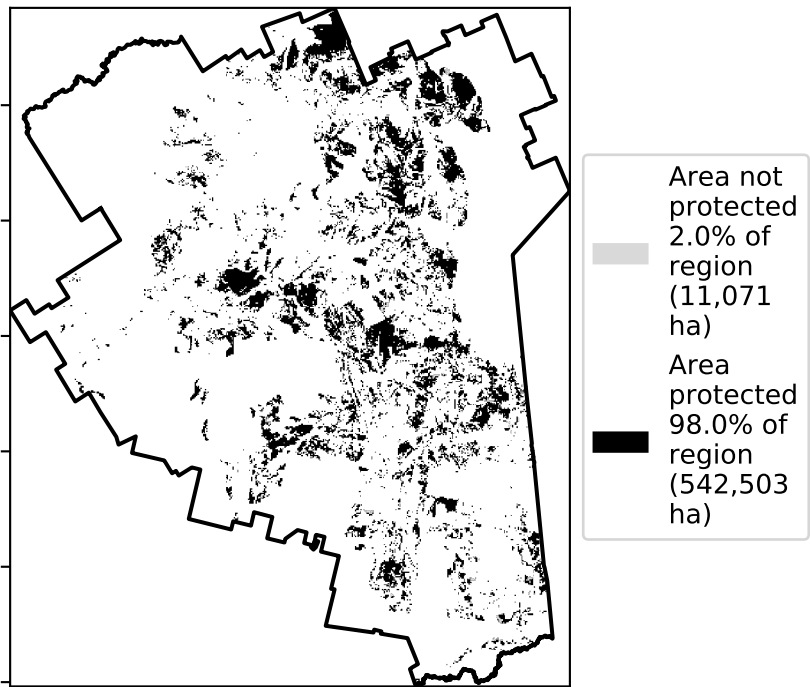 Area not
protected
2.0% of
region
(11,071
ha)
Area
protected
98.0% of
region
(542,503
ha)